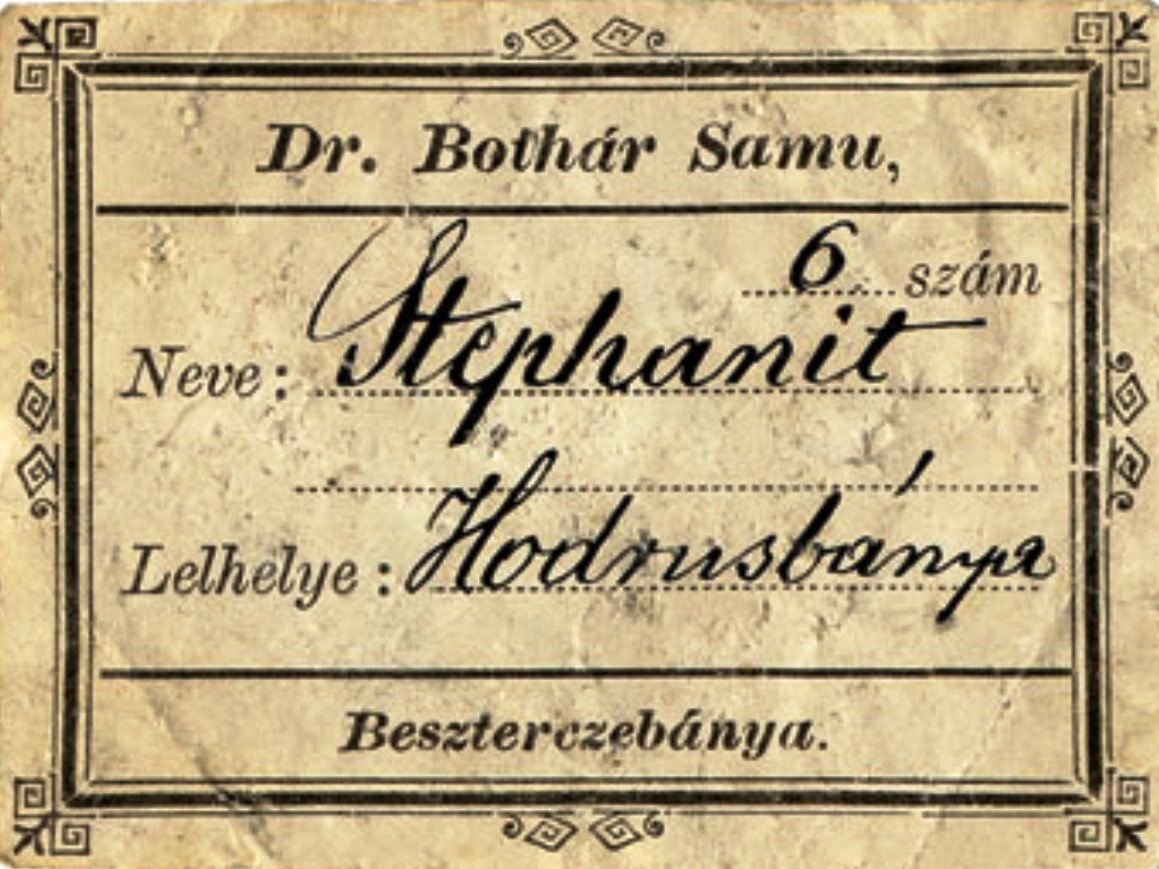 Dr. Bothár Samu,
6 szám
Neve: Stephanit
Lelhelye: Hodrusbánya
Beszterczebánya.